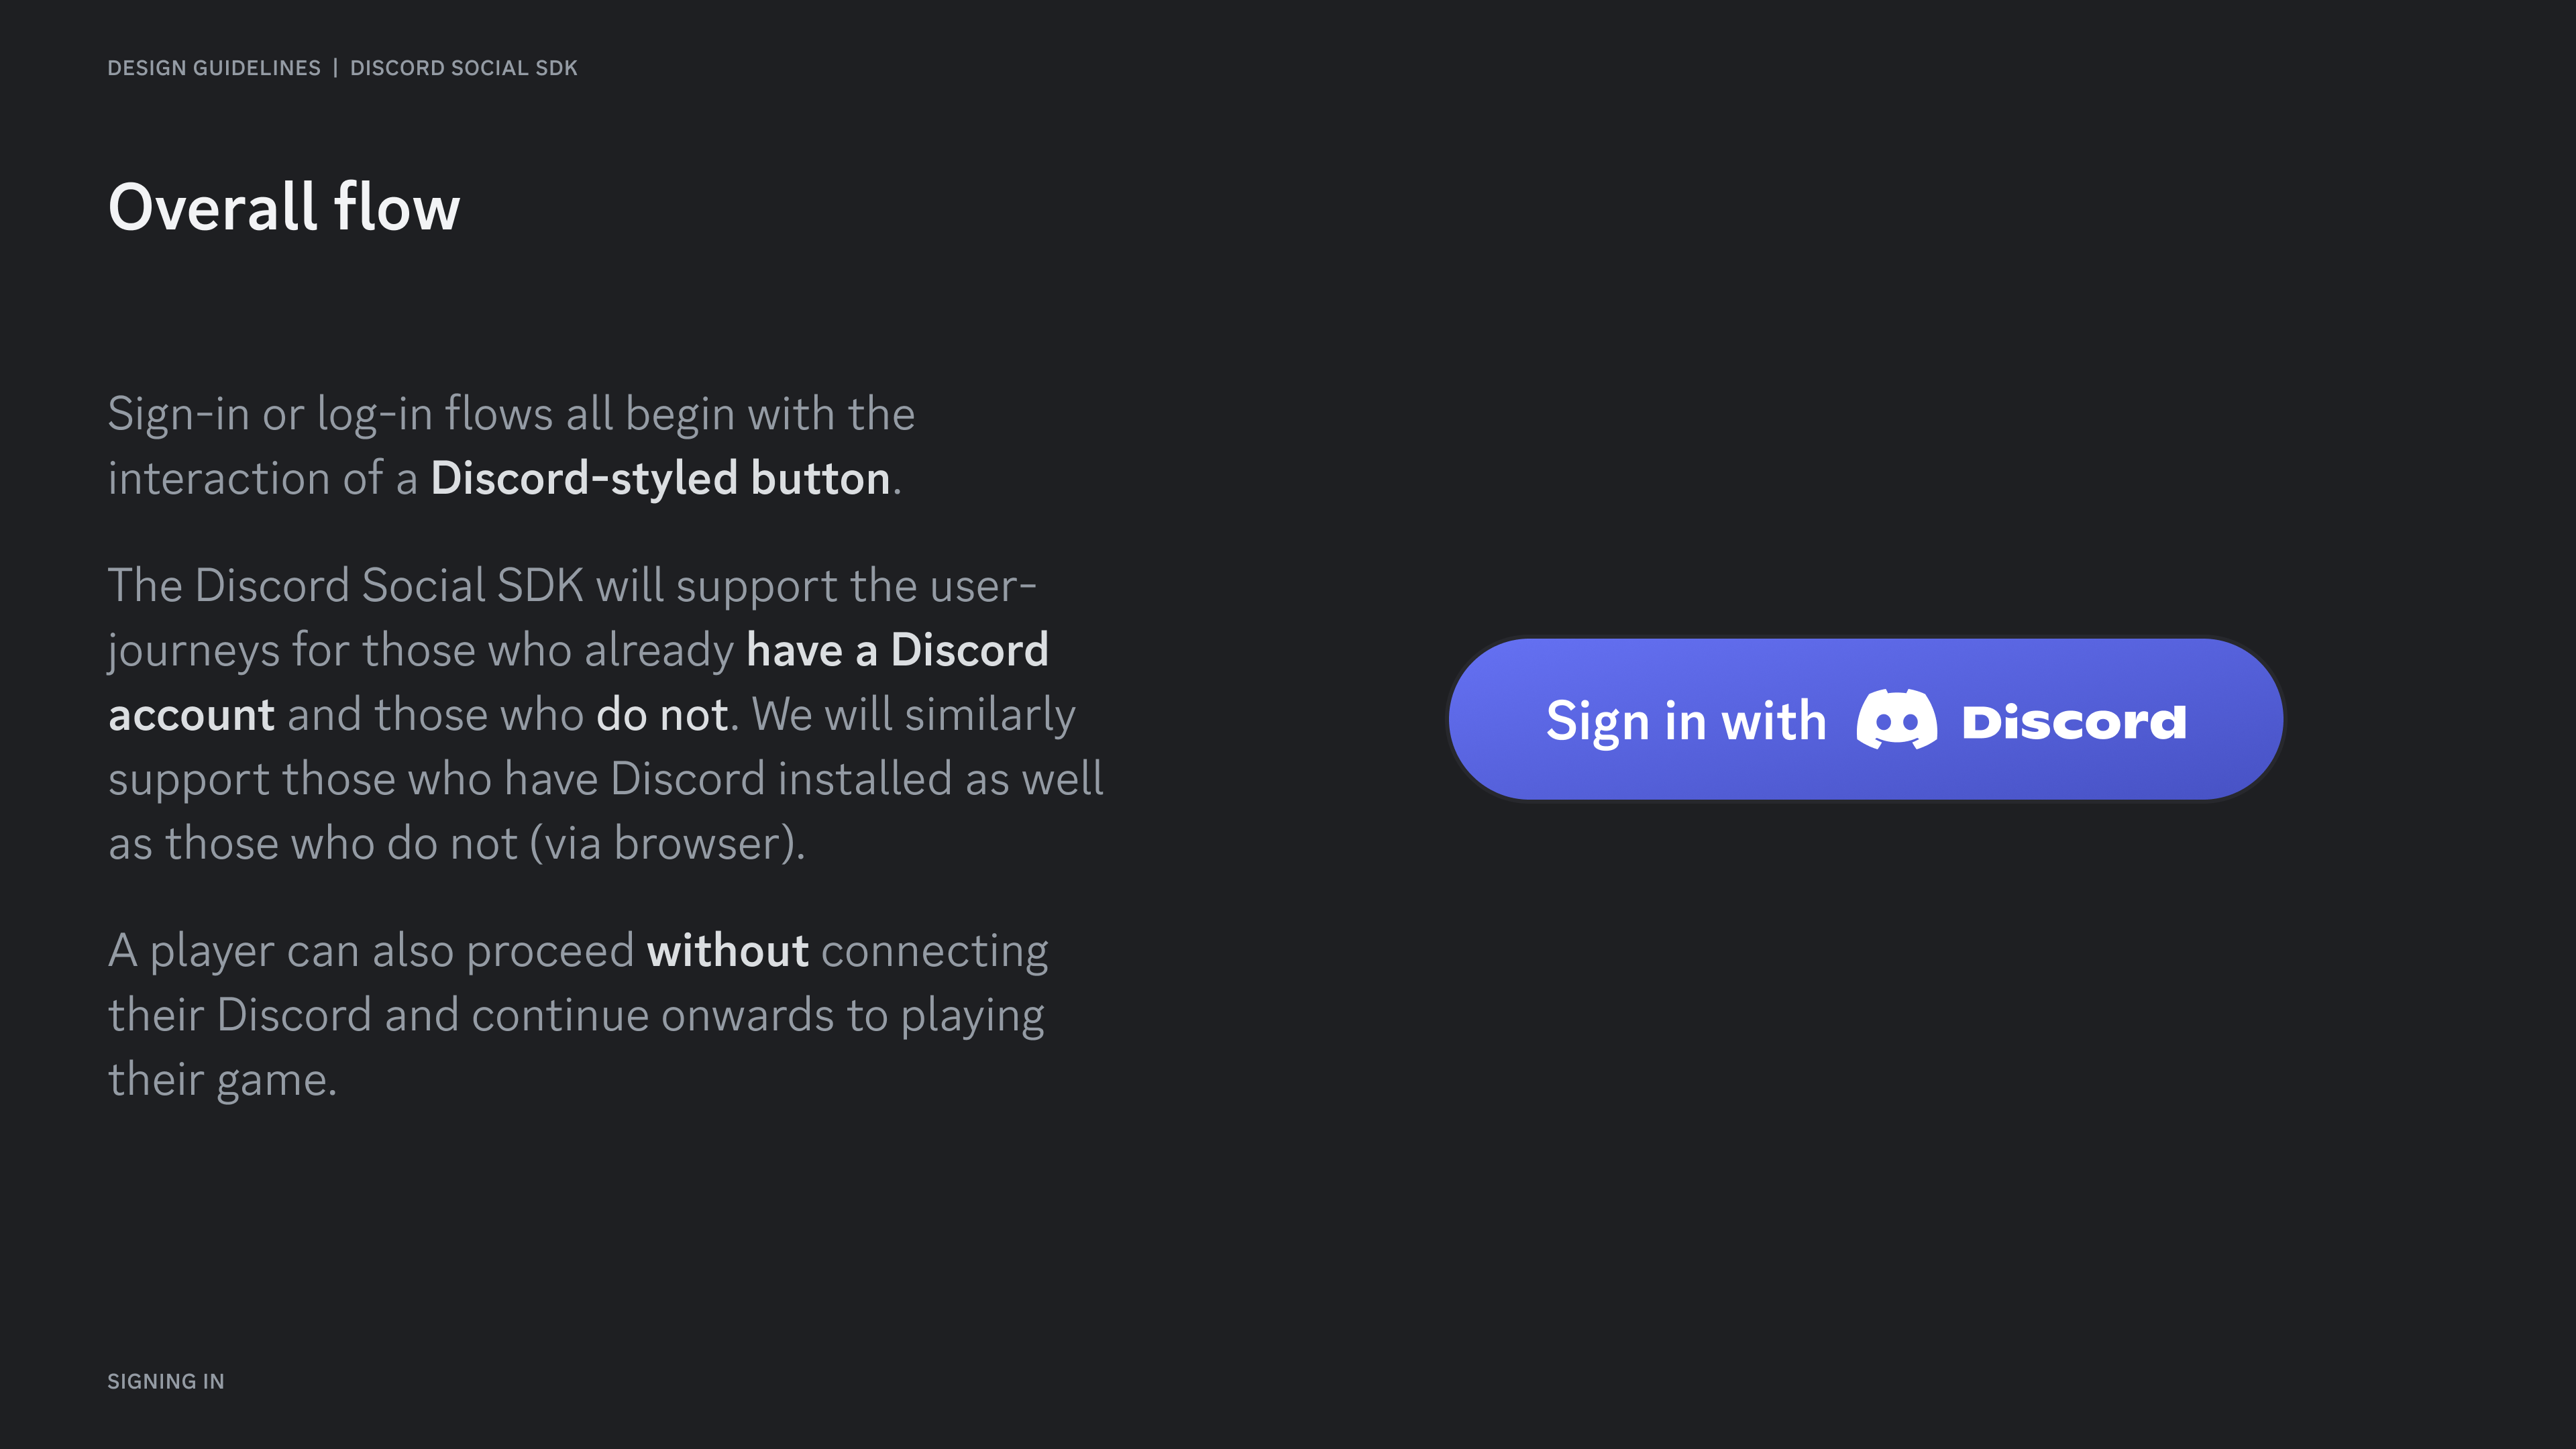 DESIGN GUIDELINES | DISCORD SOCIAL SDK
Overall flow
Sign-in or log-in flows all begin with the
interaction of a Discord-styled button.
The Discord Social SDK will support the user-
journeys for those who already have a Discord
account and those who do not. We will similarly
support those who have Discord installed as well
as those who do not (via browser).
A player can also proceed without connecting
their Discord and continue onwards to playing
their game.
Sign in with Discord
SIGNING IN